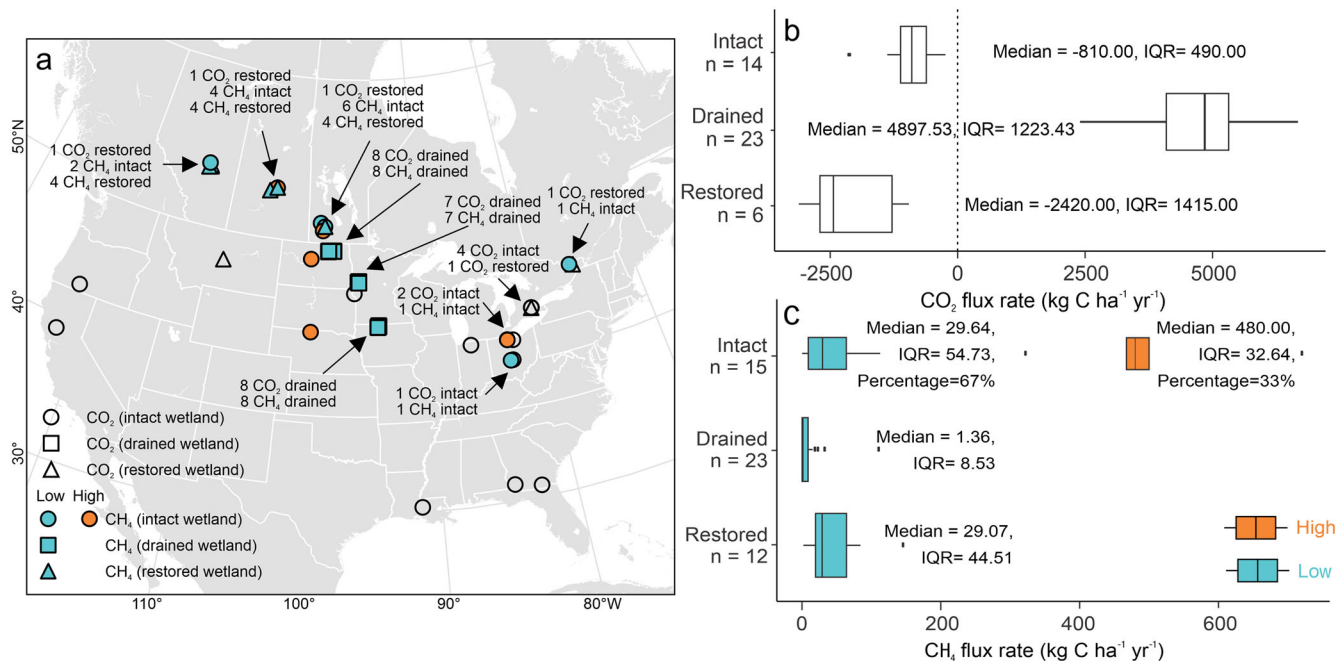 a
1 CO₂ restored
4 CH₄ intact
4 CH₄ restored
1 CO₂ restored
6 CH₄ intact
4 CH₄ restored
1 CO₂ restored
2 CH₄ intact
4 CH₄ restored
8 CO₂ drained
8 CH₄ drained
7 CO₂ drained
7 CH₄ drained
1 CO₂ restored
1 CH₄ intact
4 CO₂ intact
1 CO₂ restored
2 CO₂ intact
1 CH₄ intact
8 CO₂ drained
8 CH₄ drained
1 CO₂ intact
1 CH₄ intact
50°N
40°
30°
CO₂ (intact wetland)
CO₂ (drained wetland)
CO₂ (restored wetland)
Low High
CH₄ (intact wetland)
CH₄ (drained wetland)
CH₄ (restored wetland)
110° 100° 90° 80°W
b
Intact
n = 14
Median = -810.00, IQR= 490.00
Drained
n = 23
Median = 4897.53, IQR= 1223.43
Restored
n = 6
Median = -2420.00, IQR= 1415.00
-2500 0 2500 5000
CO₂ flux rate (kg C ha⁻¹ yr⁻¹)
c
Intact
n = 15
Median = 29.64,
IQR= 54.73,
Percentage=67%
Median = 480.00,
IQR= 32.64,
Percentage=33%
Drained
n = 23
Median = 1.36,
IQR= 8.53
Restored
n = 12
Median = 29.07,
IQR= 44.51
High
Low
0 200 400 600
CH₄ flux rate (kg C ha⁻¹ yr⁻¹)